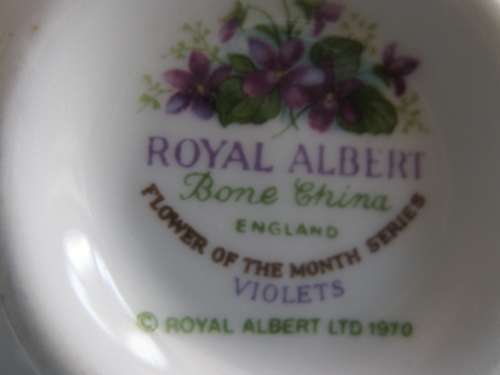 ROYAL ALBERT
Bone China
ENGLAND
FLOWER OF THE MONTH SERIES
VIOLETS
© ROYAL ALBERT LTD 1970